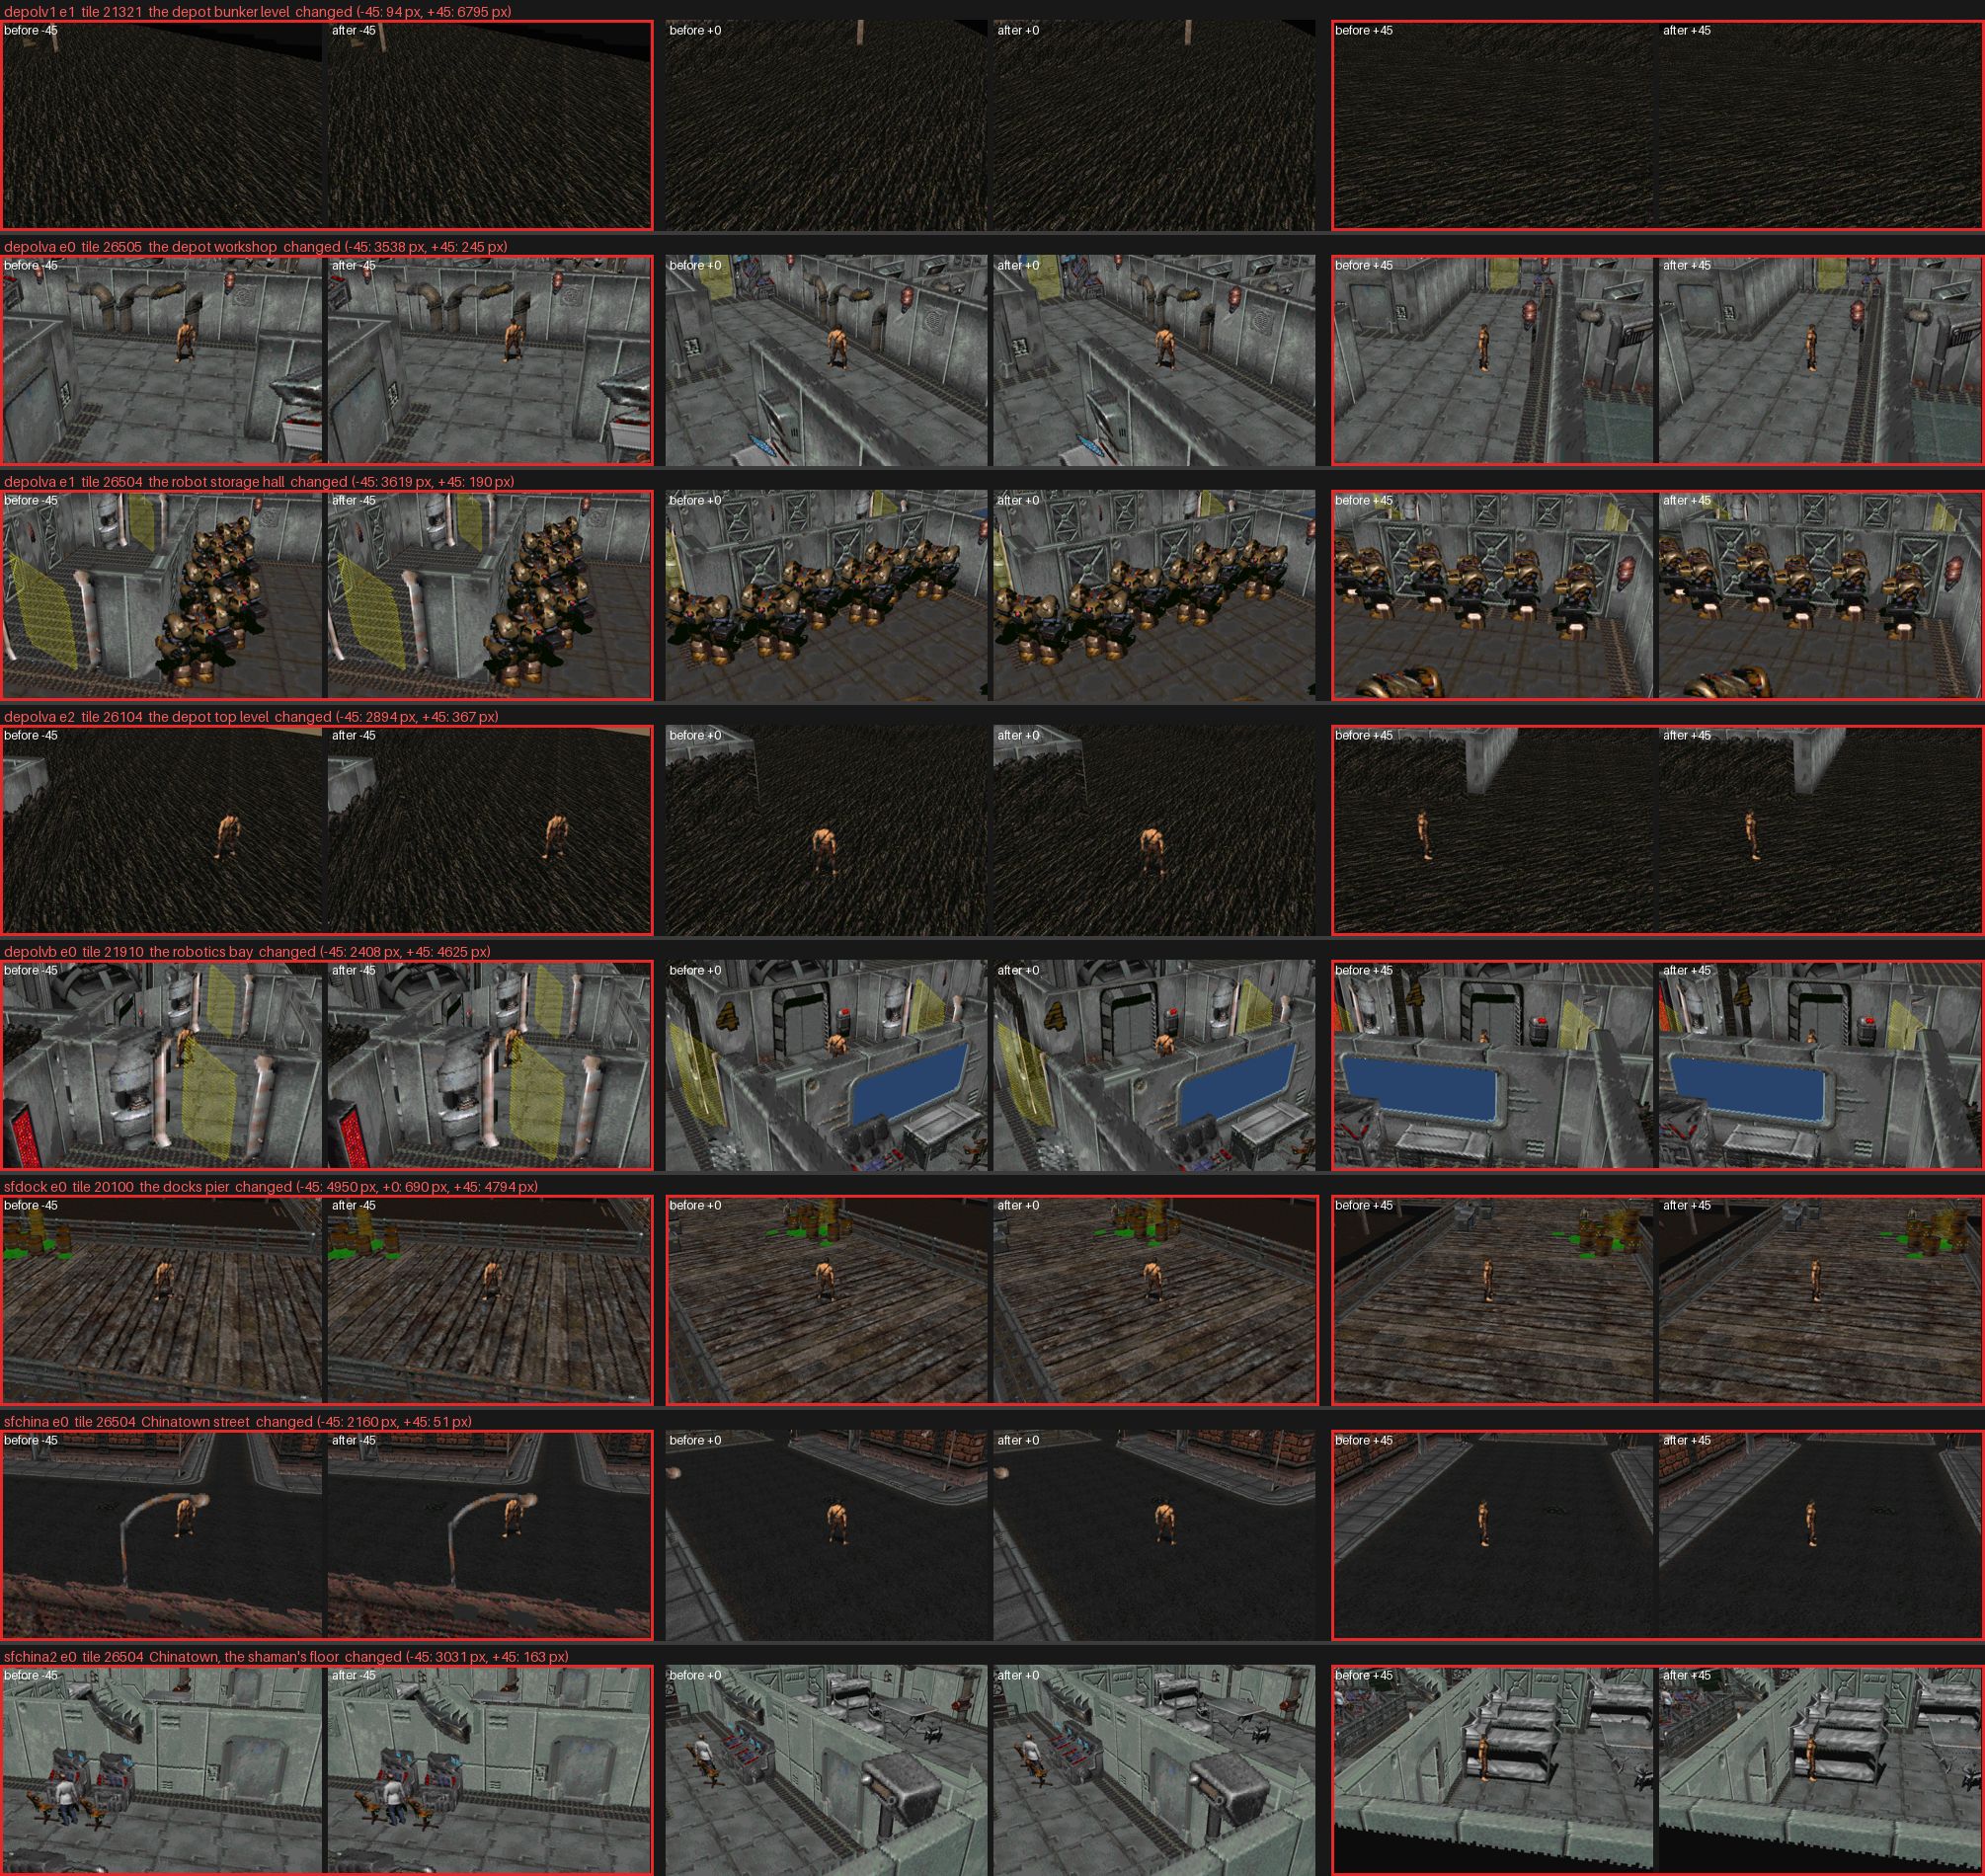 depolv1 e1 tile 21321 the depot bunker level changed (-45: 94 px, +45: 6795 px)
before -45 after -45 before +0 after +0 before +45 after +45
depolva e0 tile 26505 the depot workshop changed (-45: 3538 px, +45: 245 px)
before -45 after -45 before +0 after +0 before +45 after +45
depolva e1 tile 26504 the robot storage hall changed (-45: 3619 px, +45: 190 px)
before -45 after -45 before +0 after +0 before +45 after +45
depolva e2 tile 26104 the depot top level changed (-45: 2894 px, +45: 367 px)
before -45 after -45 before +0 after +0 before +45 after +45
depolvb e0 tile 21910 the robotics bay changed (-45: 2408 px, +45: 4625 px)
before -45 after -45 before +0 after +0 before +45 after +45
sfdock e0 tile 20100 the docks pier changed (-45: 4950 px, +0: 690 px, +45: 4794 px)
before -45 after -45 before +0 after +0 before +45 after +45
sfchina e0 tile 26504 Chinatown street changed (-45: 2160 px, +45: 51 px)
before -45 after -45 before +0 after +0 before +45 after +45
sfchina2 e0 tile 26504 Chinatown, the shaman's floor changed (-45: 3031 px, +45: 163 px)
before -45 after -45 before +0 after +0 before +45 after +45